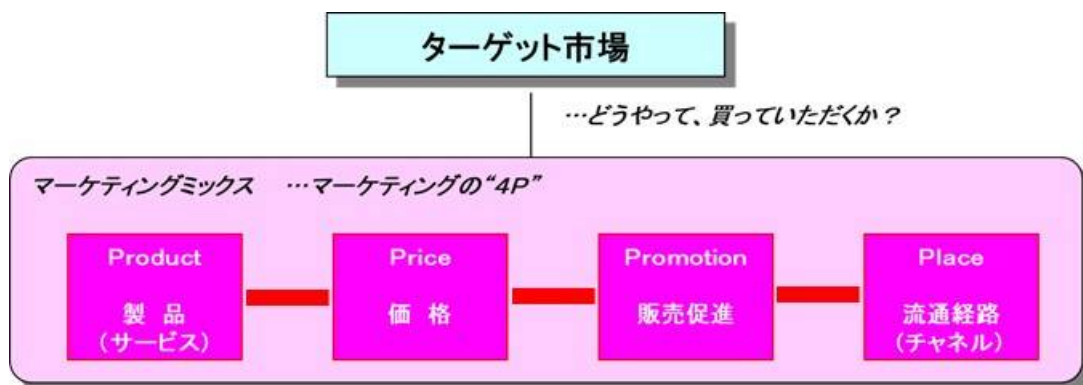 ターゲット市場
…どうやって、買っていただくか？
マーケティングミックス …マーケティングの“4P”
Product
製 品
（サービス）
Price
価 格
Promotion
販売促進
Place
流通経路
（チャネル）